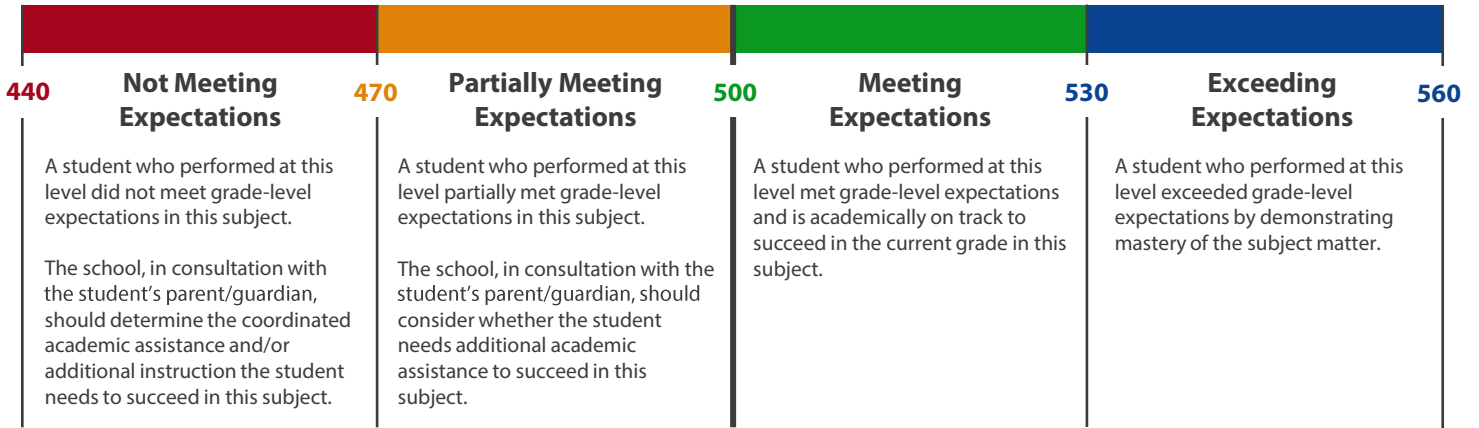 440
Not Meeting
Expectations
470
Partially Meeting
Expectations
500
Meeting
Expectations
530
Exceeding
Expectations
560
A student who performed at this
level did not meet grade-level
expectations in this subject.
The school, in consultation with
the student’s parent/guardian,
should determine the coordinated
academic assistance and/or
additional instruction the student
needs to succeed in this subject.
A student who performed at this
level partially met grade-level
expectations in this subject.
The school, in consultation with the
student’s parent/guardian, should
consider whether the student
needs additional academic
assistance to succeed in this
subject.
A student who performed at this
level met grade-level expectations
and is academically on track to
succeed in the current grade in this
subject.
A student who performed at this
level exceeded grade-level
expectations by demonstrating
mastery of the subject matter.